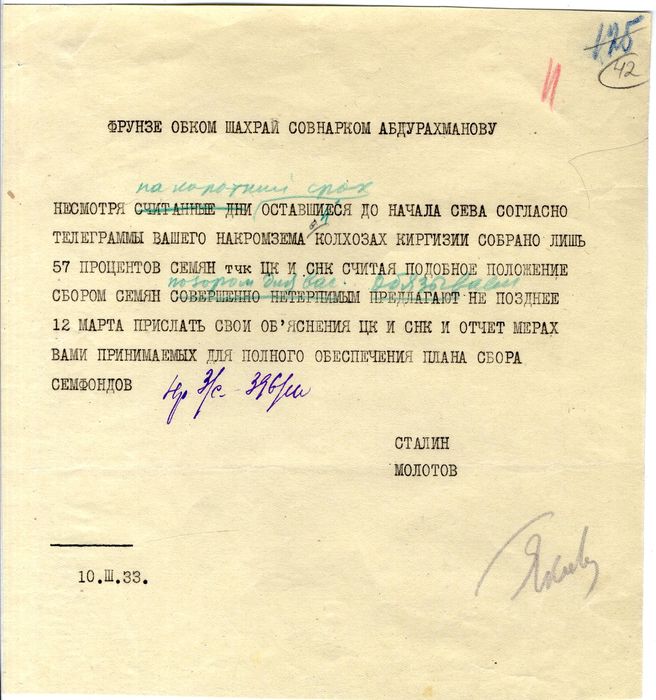 125
42
ФРУНЗЕ ОБКОМ ШАХРАЙ СОВНАРКОМ АБДУРАХМАНОВУ
на короткий срок
НЕСМОТРЯ СЧИТАННЫЕ ДНИ ОСТАВШИЕСЯ ДО НАЧАЛА СЕВА СОГЛАСНО
ТЕЛЕГРАММЫ ВАШЕГО НАКРОМЗЕМА в КОЛХОЗАХ КИРГИЗИИ СОБРАНО ЛИШЬ
57 ПРОЦЕНТОВ СЕМЯН тчк ЦК И СНК СЧИТАЯ ПОДОБНОЕ ПОЛОЖЕНИЕ
позором для вас. обязывают
СБОРОМ СЕМЯН СОВЕРШЕННО НЕТЕРПИМЫМ ПРЕДЛАГАЮТ НЕ ПОЗДНЕЕ
12 МАРТА ПРИСЛАТЬ СВОИ ОБ'ЯСНЕНИЯ ЦК И СНК И ОТЧЕТ МЕРАХ
ВАМИ ПРИНИМАЕМЫХ ДЛЯ ПОЛНОГО ОБЕСПЕЧЕНИЯ ПЛАНА СБОРА
СЕМФОНДОВ
СТАЛИН
МОЛОТОВ
10.III.33.